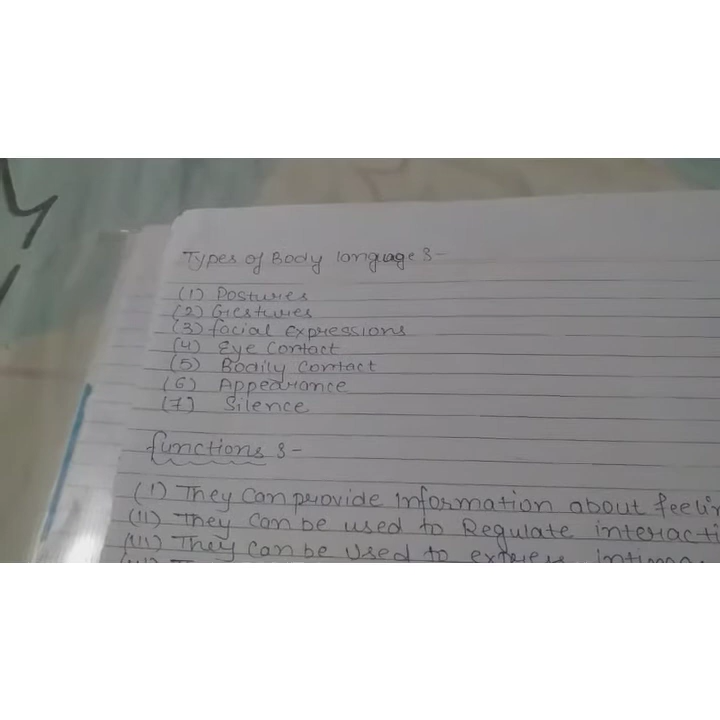 Types of Body language :-
(1) Postures
(2) Gestures
(3) facial expressions
(4) Eye Contact
(5) Bodily Contact
(6) Appearance
(7) Silence
functions :-
(i) They can provide information about
(ii) They can be used to Regulate
(iii) They can be used to express